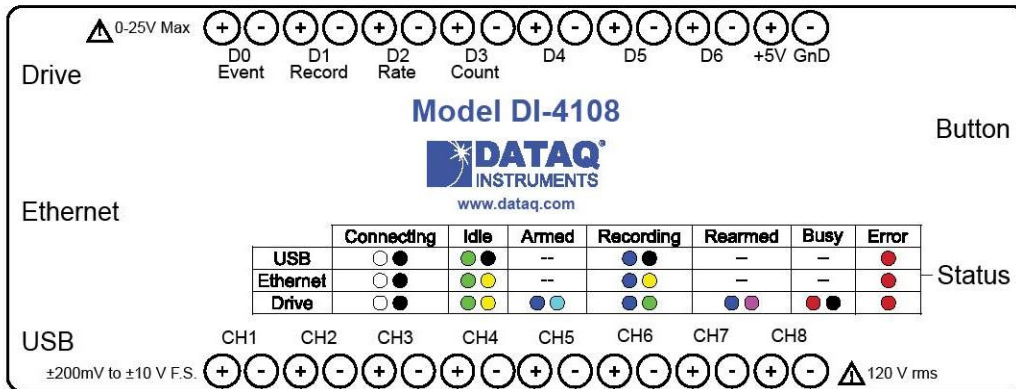 0-25V Max + - + - + - + - + - + - + - + -
D0 D1 D2 D3 D4 D5 D6 +5V GnD
Event Record Rate Count
Drive
Model DI-4108
Button
DATAQ®
INSTRUMENTS
www.dataq.com
Ethernet
Connecting Idle Armed Recording Rearmed Busy Error
USB -- – –
Ethernet -- – –
Drive
Status
USB
CH1 CH2 CH3 CH4 CH5 CH6 CH7 CH8
±200mV to ±10 V F.S. + - + - + - + - + - + - + - + - 120 V rms